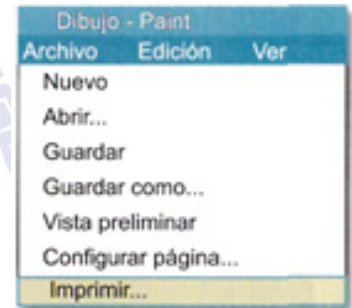 Dibujo - Paint
Archivo Edición Ver
Nuevo
Abrir...
Guardar
Guardar como...
Vista preliminar
Configurar página...
Imprimir...